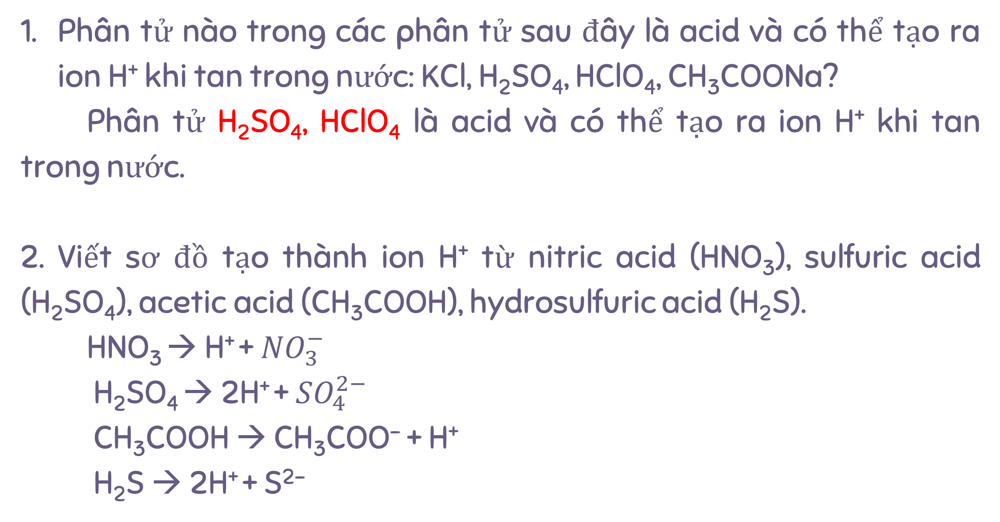 1. Phân tử nào trong các phân tử sau đây là acid và có thể tạo ra
ion H⁺ khi tan trong nước: KCl, H₂SO₄, HClO₄, CH₃COONa?
Phân tử H₂SO₄, HClO₄ là acid và có thể tạo ra ion H⁺ khi tan
trong nước.
2. Viết sơ đồ tạo thành ion H⁺ từ nitric acid (HNO₃), sulfuric acid
(H₂SO₄), acetic acid (CH₃COOH), hydrosulfuric acid (H₂S).
HNO₃ → H⁺ + NO₃⁻
H₂SO₄ → 2H⁺ + SO₄²⁻
CH₃COOH → CH₃COO⁻ + H⁺
H₂S → 2H⁺ + S²⁻